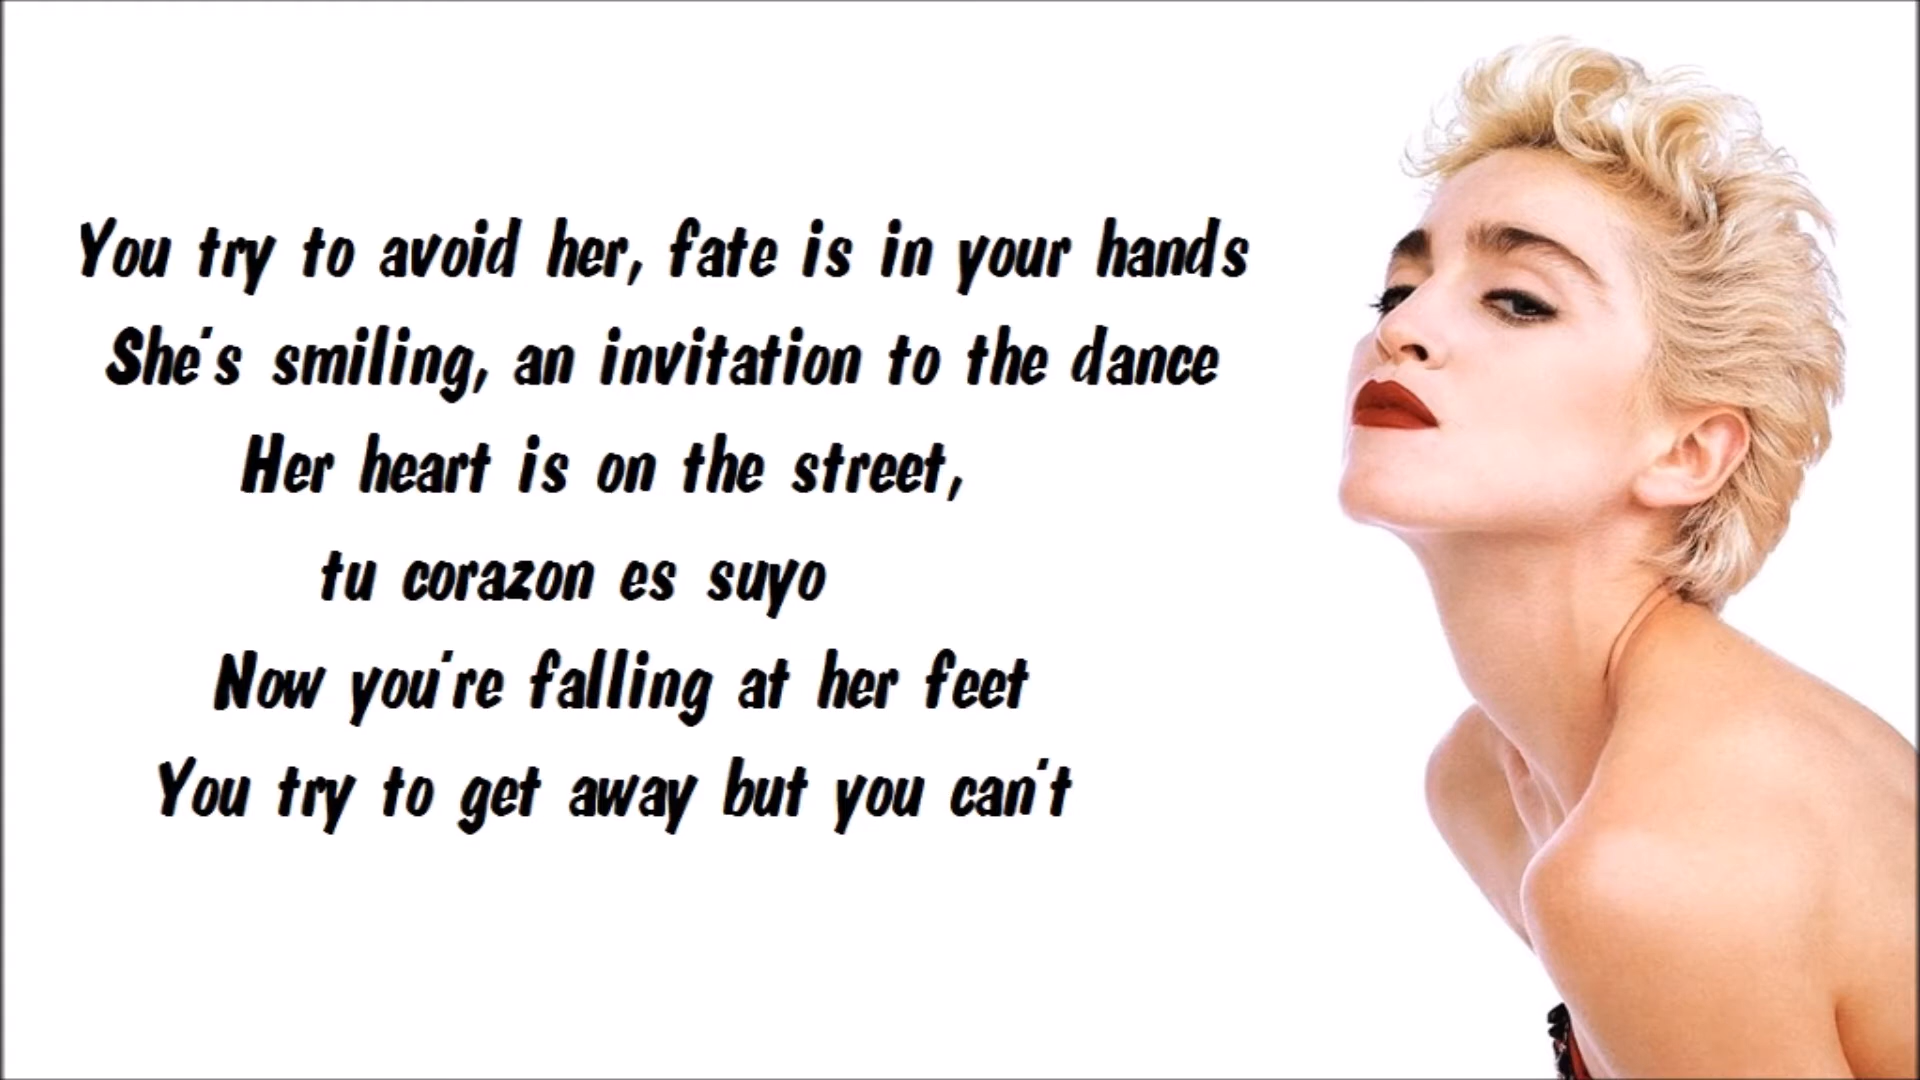 You try to avoid her, fate is in your hands
She's smiling, an invitation to the dance
Her heart is on the street,
tu corazon es suyo
Now you're falling at her feet
You try to get away but you can't